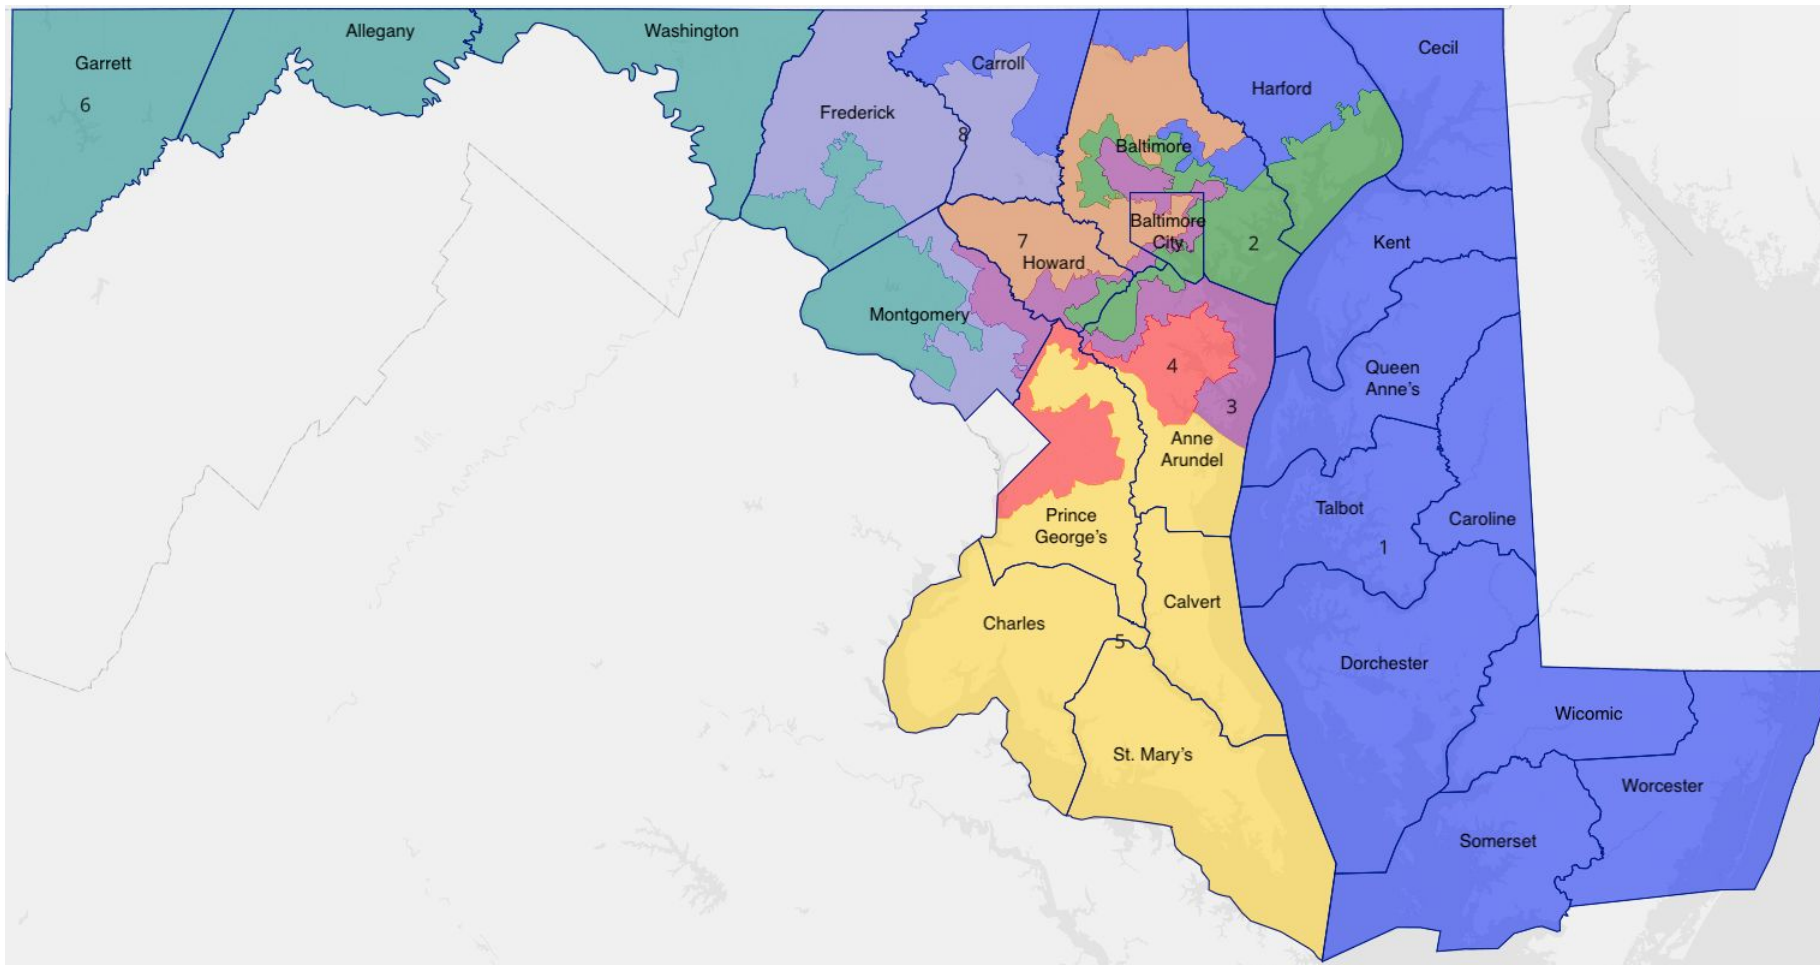 Garrett
6
Allegany
Washington
Frederick
8
Carroll
Baltimore
Harford
Cecil
Baltimore
City
2
7
Howard
Montgomery
Kent
4
3
Queen
Anne's
Anne
Arundel
Talbot
1
Caroline
Prince
George's
Calvert
Charles
5
Dorchester
St. Mary's
Wicomic
Worcester
Somerset